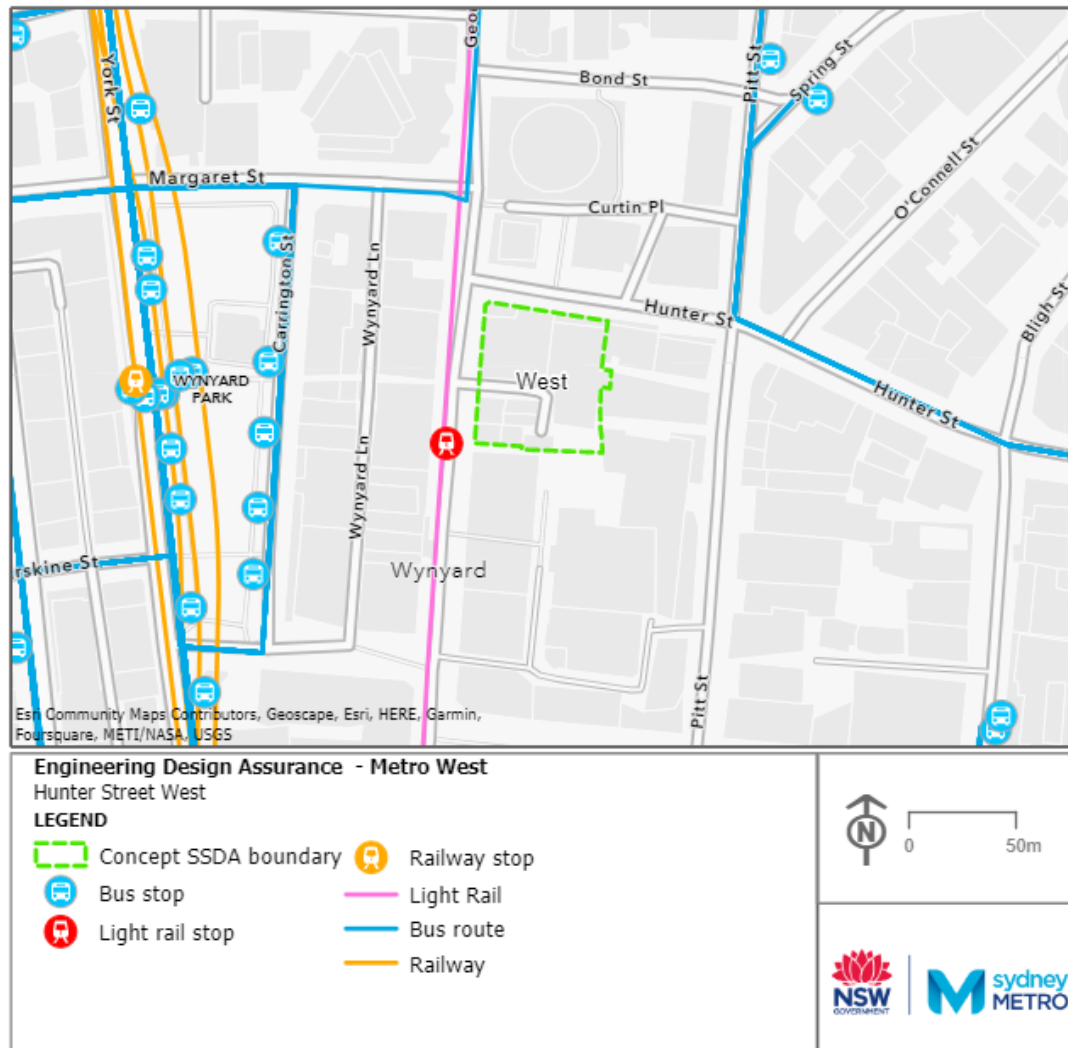 York St
Geo
Bond St
Pitt St
Spring St
Margaret St
O'Connell St
Curtin Pl
Carrington St
Wynyard Ln
Hunter St
Bligh St
West
WYNYARD
PARK
Hunter St
Wynyard Ln
rskine St
Wynyard
Pitt St
Esri Community Maps Contributors, Geoscape, Esri, HERE, Garmin,
Foursquare, METI/NASA, USGS
Engineering Design Assurance - Metro West
Hunter Street West
LEGEND
Concept SSDA boundary
Railway stop
Bus stop
Light Rail
Light rail stop
Bus route
Railway
N
0 50m
NSW
GOVERNMENT
sydney
METRO